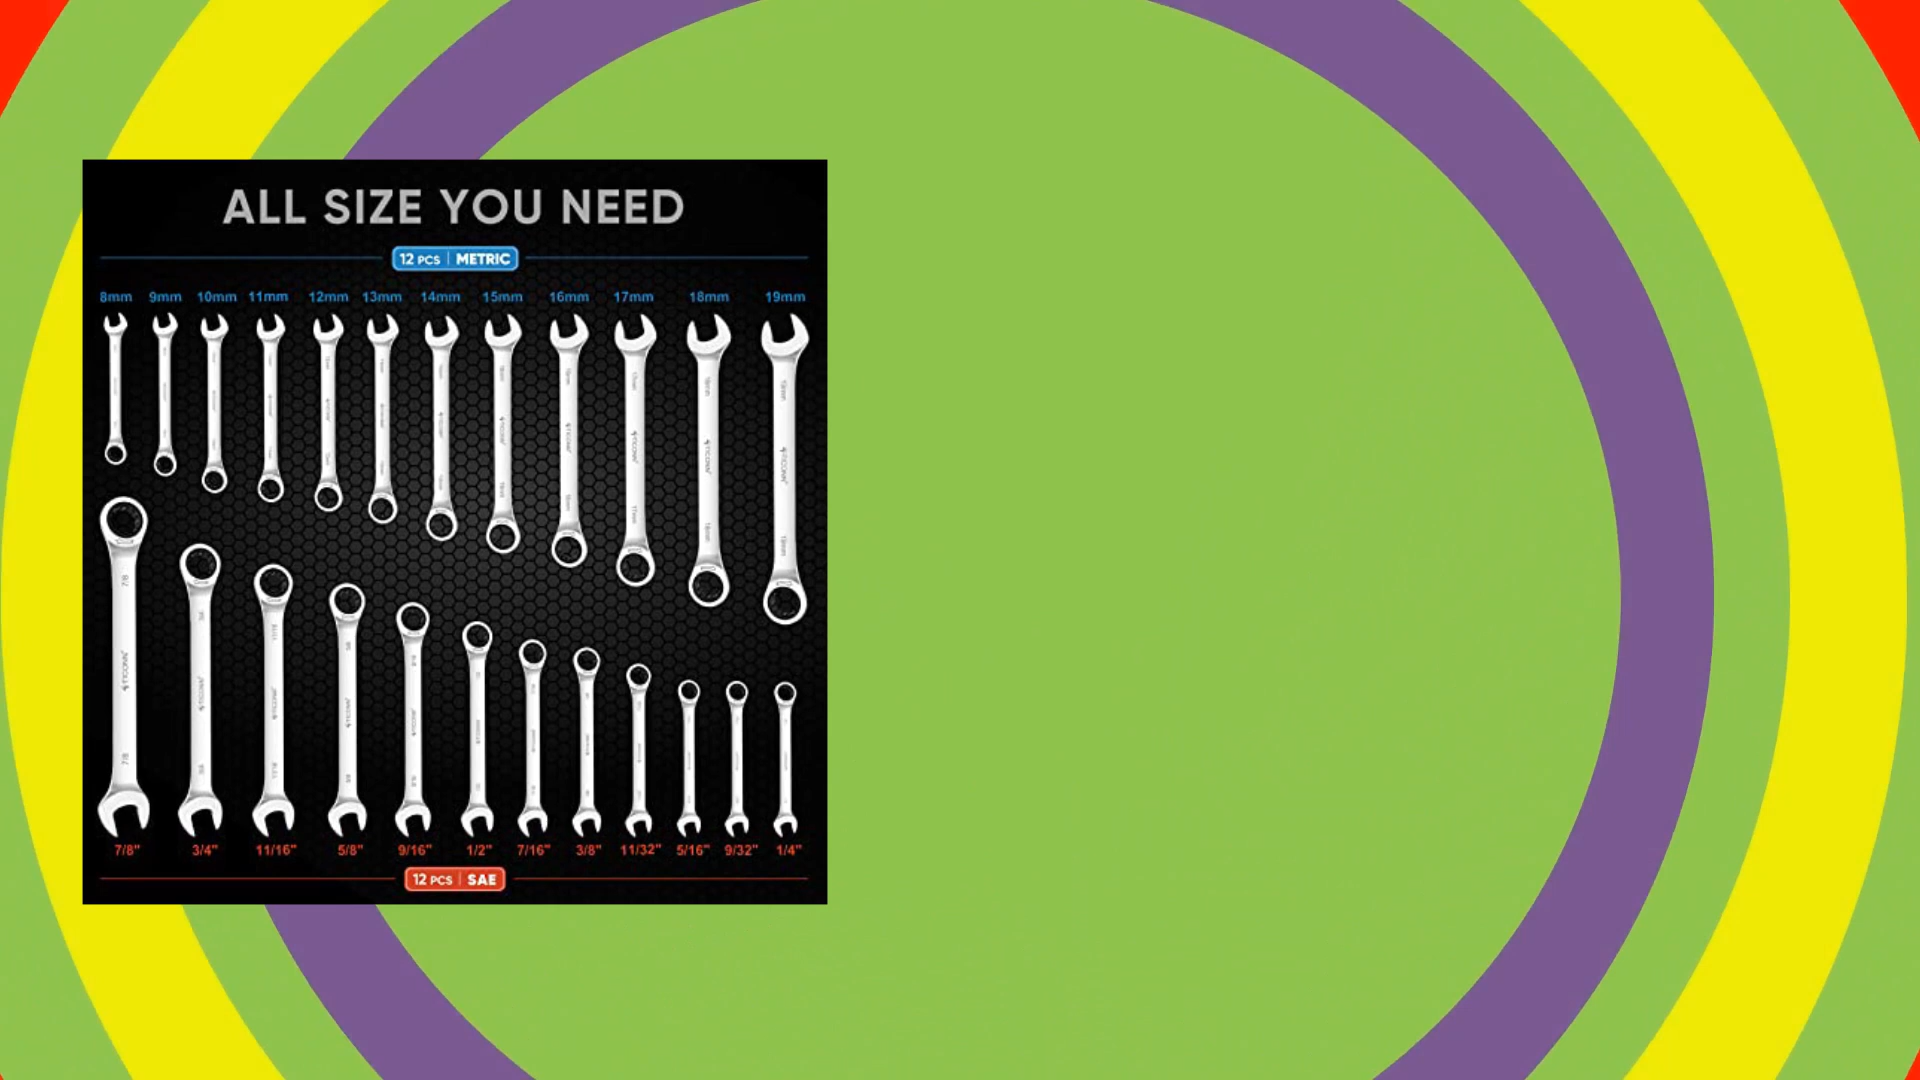 ALL SIZE YOU NEED
12 PCS | METRIC
8mm 9mm 10mm 11mm 12mm 13mm 14mm 15mm 16mm 17mm 18mm 19mm
7/8" 3/4" 11/16" 5/8" 9/16" 1/2" 7/16" 3/8" 11/32" 5/16" 9/32" 1/4"
12 PCS | SAE